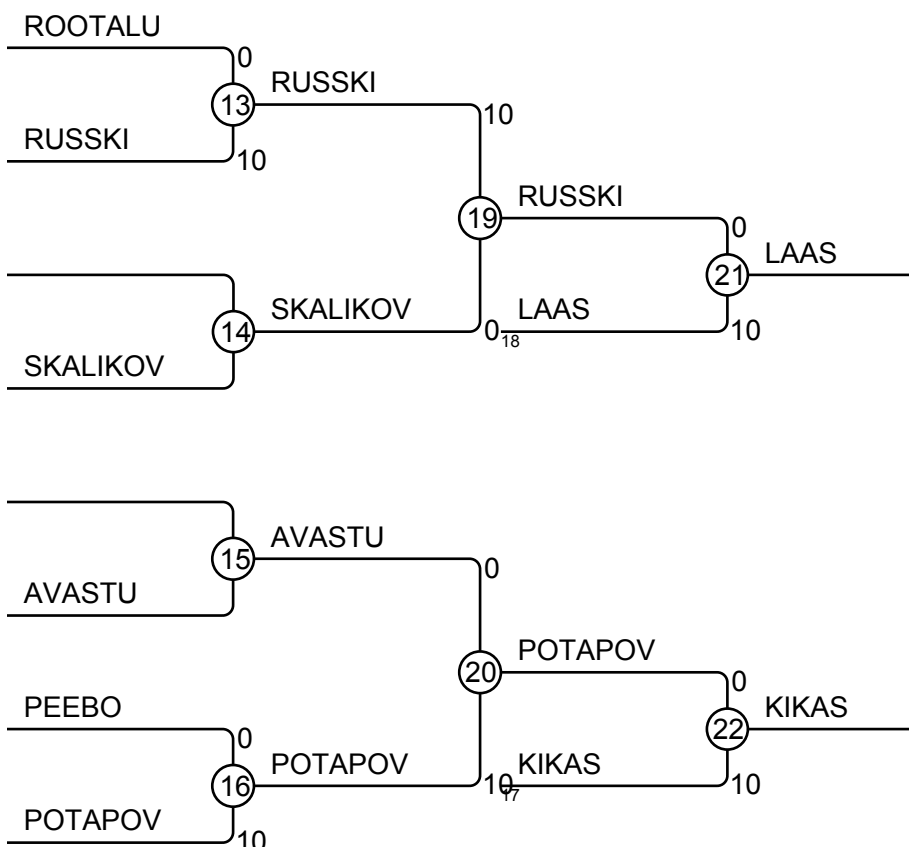 ROOTALU
0
13
RUSSKI
10
RUSSKI
10
19
RUSSKI
0
21
LAAS
14
SKALIKOV
0
18
LAAS
10
SKALIKOV
15
AVASTU
0
AVASTU
20
POTAPOV
0
22
KIKAS
PEEBO
0
16
POTAPOV
10
17
KIKAS
10
POTAPOV
10